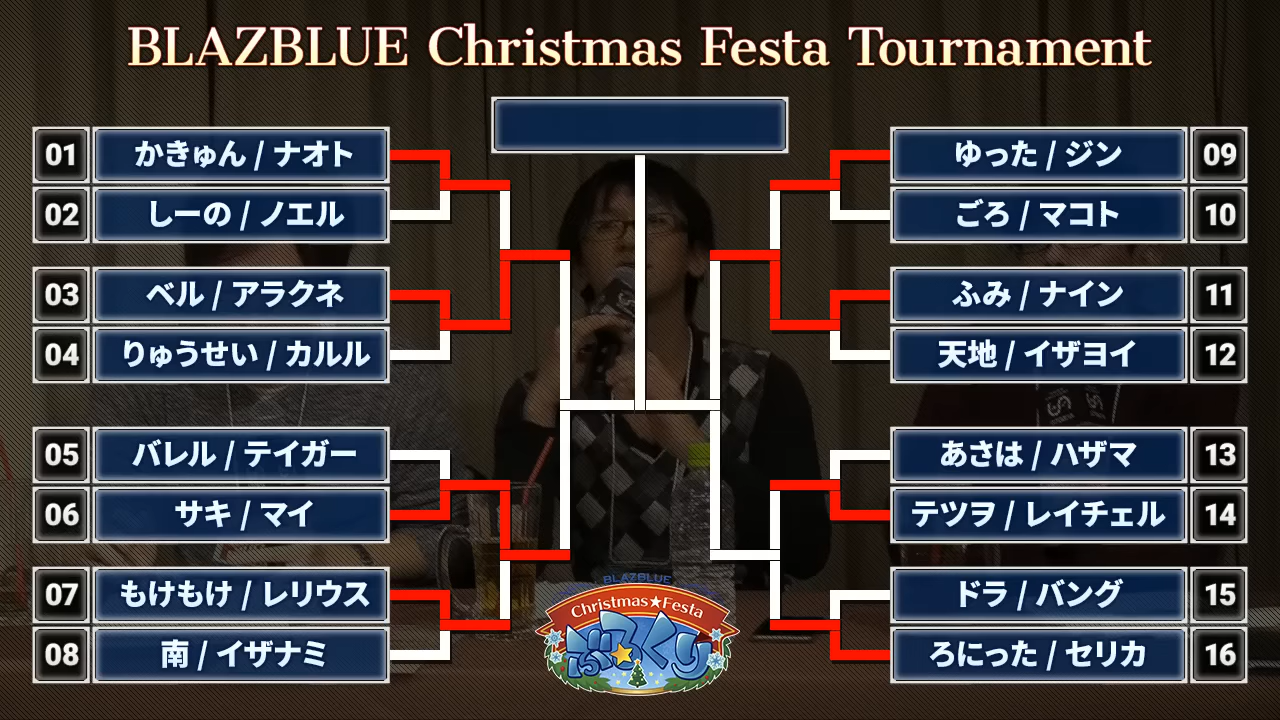 BLAZBLUE Christmas Festa Tournament
01 かきゅん / ナオト
02 しーの / ノエル
03 ベル / アラクネ
04 りゅうせい / カルル
05 バレル / テイガー
06 サキ / マイ
07 もけもけ / レリウス
08 南 / イザナミ
ゆった / ジン 09
ごろ / マコト 10
ふみ / ナイン 11
天地 / イザヨイ 12
あさは / ハザマ 13
テツヲ / レイチェル 14
ドラ / バング 15
ろにった / セリカ 16
BLAZBLUE
Christmas★Festa
ぶるくり